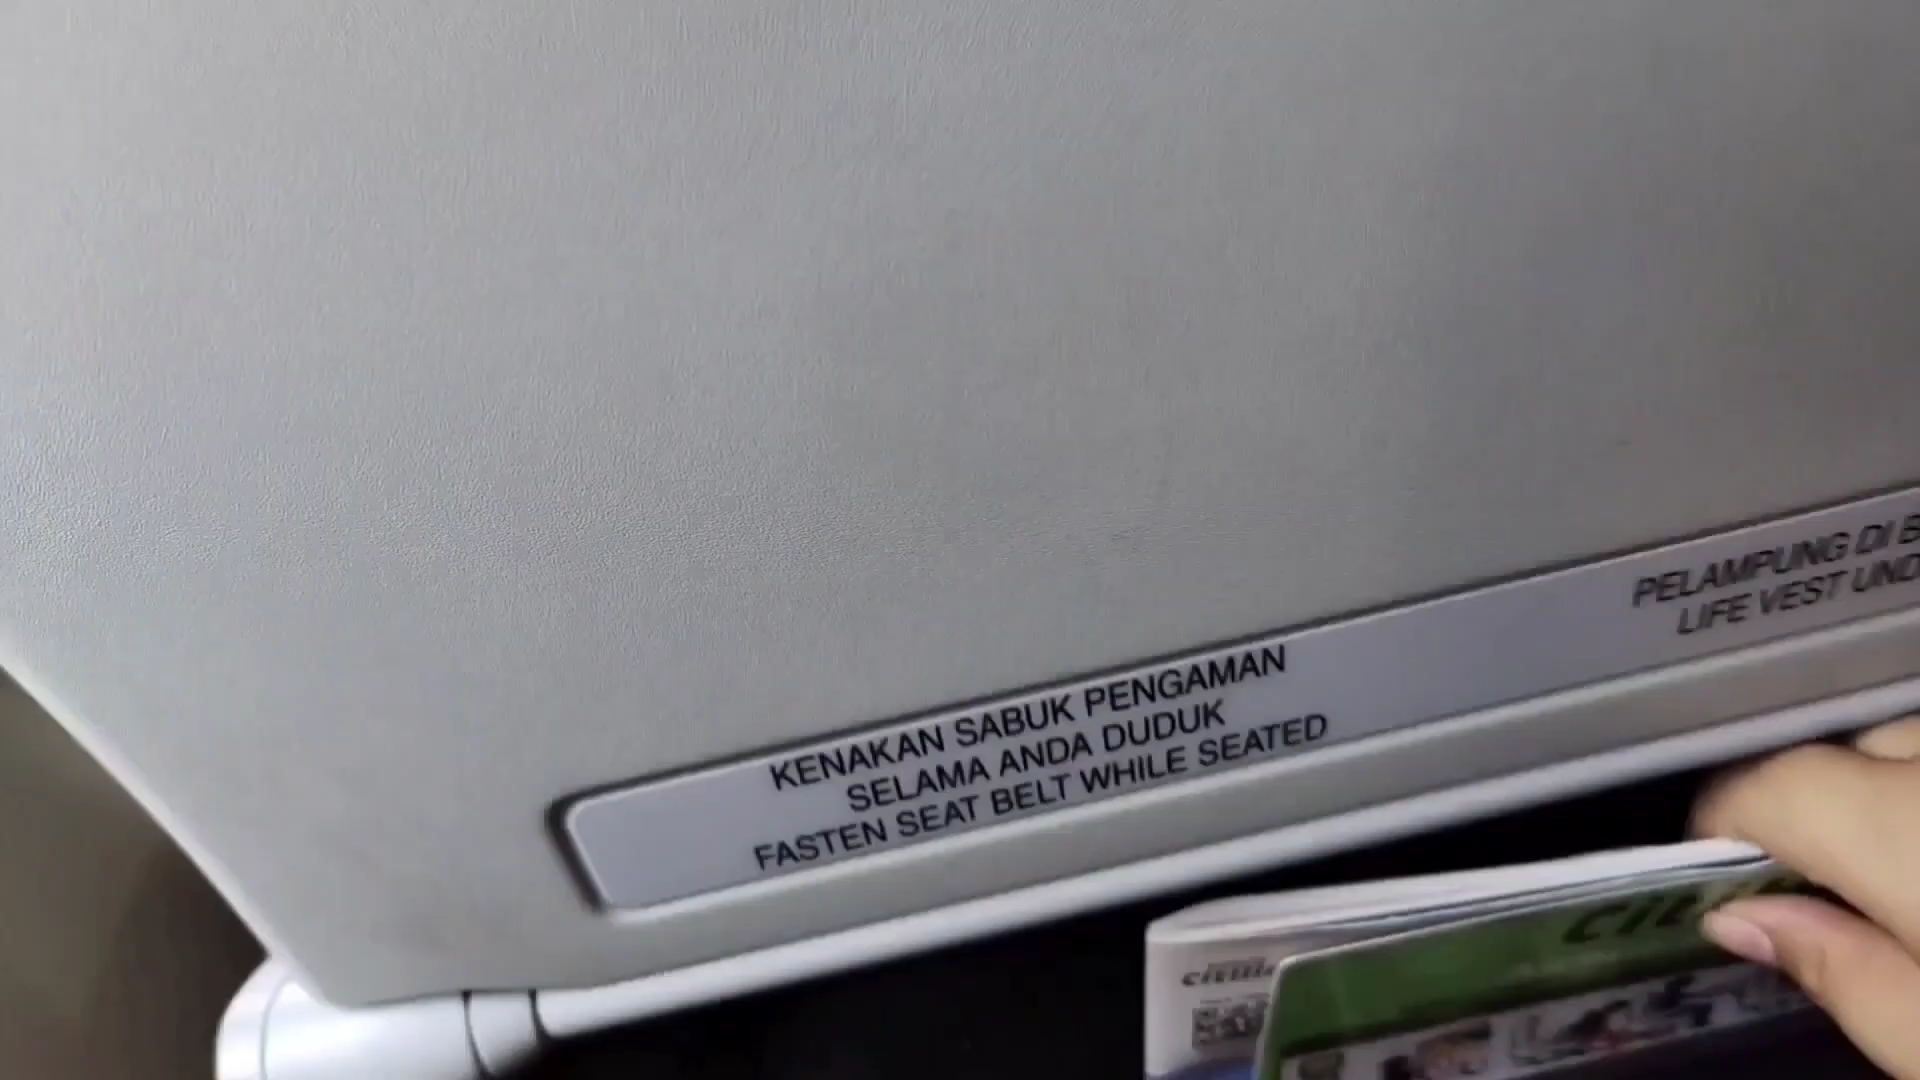 KENAKAN SABUK PENGAMAN
SELAMA ANDA DUDUK
FASTEN SEAT BELT WHILE SEATED
PELAMPUNG DI
LIFE VEST